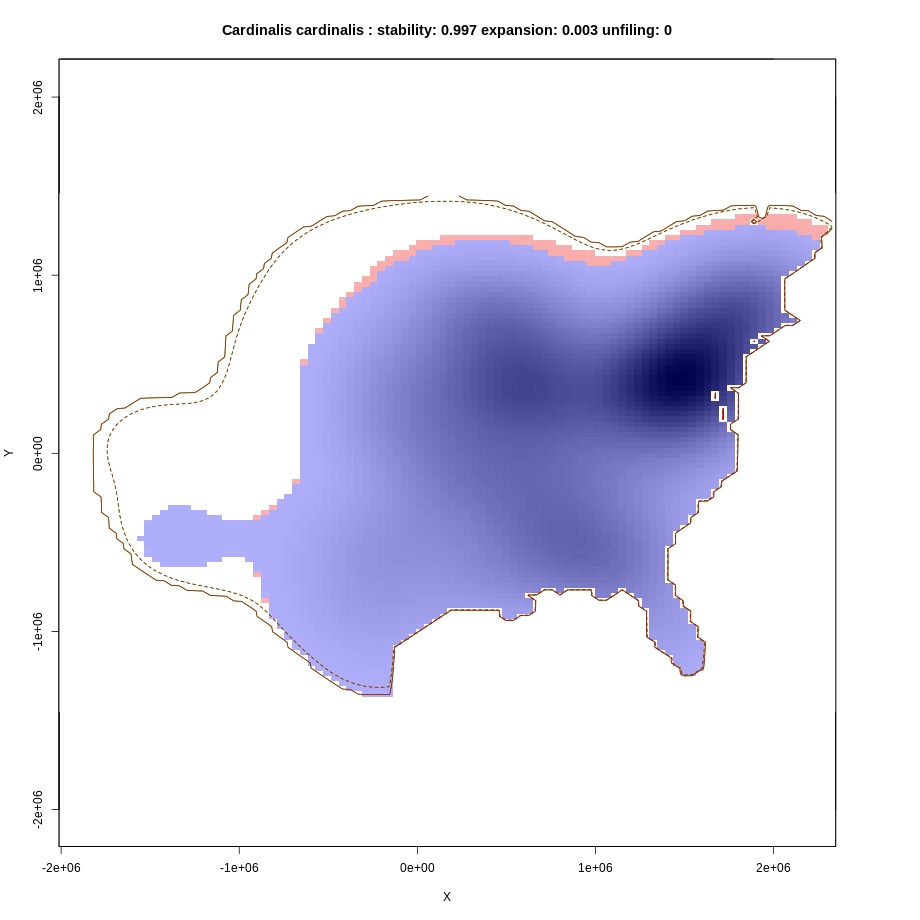 Cardinalis cardinalis : stability: 0.997 expansion: 0.003 unfiling: 0
2e+06
1e+06
0e+00
-1e+06
-2e+06
Y
-2e+06 -1e+06 0e+00 1e+06 2e+06
X